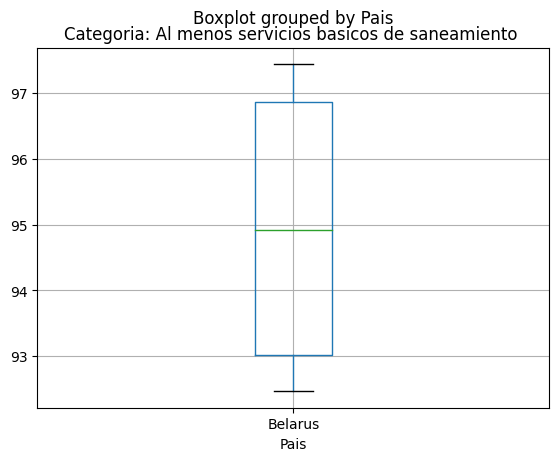 Boxplot grouped by Pais
Categoria: Al menos servicios basicos de saneamiento
97
96
95
94
93
Belarus
Pais